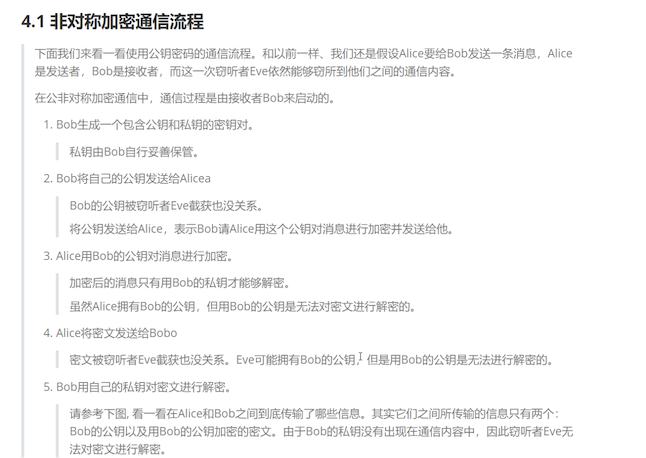 4.1 非对称加密通信流程
下面我们来看一看使用公钥密码的通信流程。和以前一样、我们还是假设Alice要给Bob发送一条消息，Alice
是发送者，Bob是接收者，而这一次窃听者Eve依然能够窃所到他们之间的通信内容。
在公非对称加密通信中，通信过程是由接收者Bob来启动的。
1. Bob生成一个包含公钥和私钥的密钥对。
私钥由Bob自行妥善保管。
2. Bob将自己的公钥发送给Alicea
Bob的公钥被窃听者Eve截获也没关系。
将公钥发送给Alice，表示Bob请Alice用这个公钥对消息进行加密并发送给他。
3. Alice用Bob的公钥对消息进行加密。
加密后的消息只有用Bob的私钥才能够解密。
虽然Alice拥有Bob的公钥，但用Bob的公钥是无法对密文进行解密的。
4. Alice将密文发送给Bobo
密文被窃听者Eve截获也没关系。Eve可能拥有Bob的公钥，但是用Bob的公钥是无法进行解密的。
5. Bob用自己的私钥对密文进行解密。
请参考下图, 看一看在Alice和Bob之间到底传输了哪些信息。其实它们之间所传输的信息只有两个：
Bob的公钥以及用Bob的公钥加密的密文。由于Bob的私钥没有出现在通信内容中，因此窃听者Eve无
法对密文进行解密。